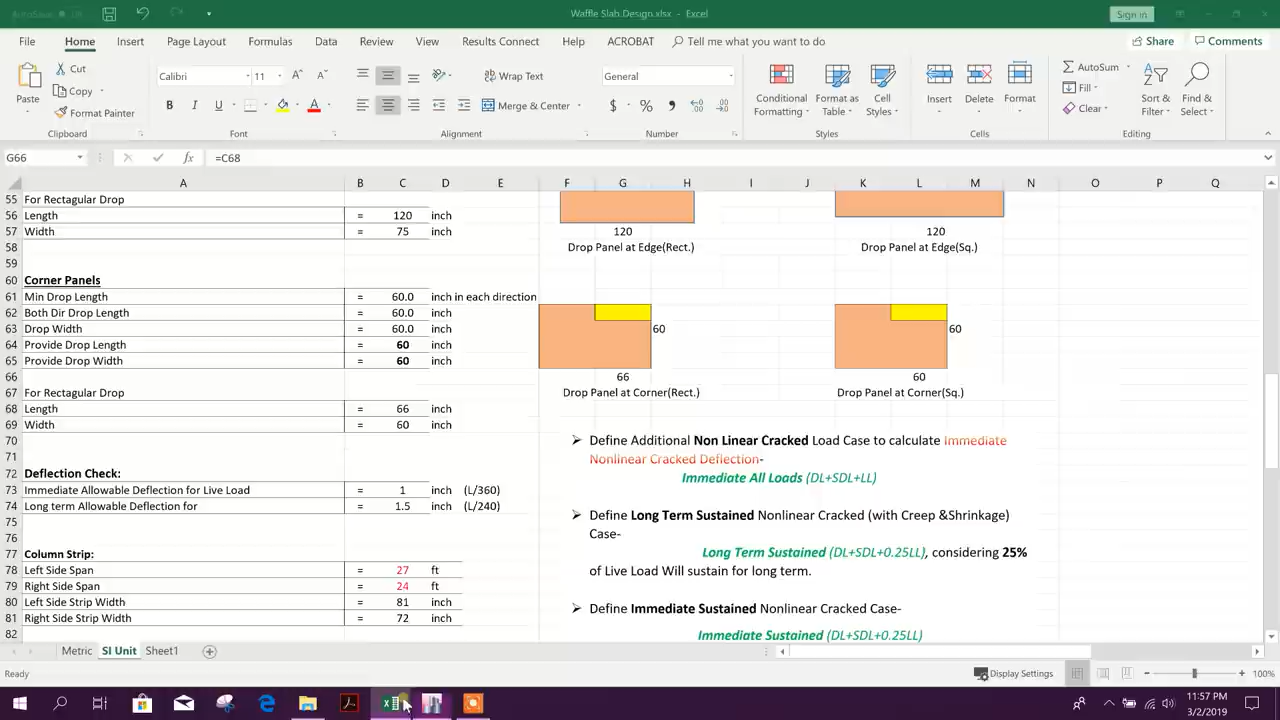 AutoSave
Waffle Slab Design.xlsx - Excel
Sign in
File Home Insert Formulas Data Review View Results Connect Help ACROBAT Tell me what you want to do Share Comments
Paste
Cut
Copy
Format Painter
Clipboard
Calibri 11
B I U
Font
Wrap Text
Merge & Center
Alignment
General
$ % ,
Number
Conditional Formatting
Format as Table
Cell Styles
Styles
Insert
Delete
Format
Cells
AutoSum
Fill
Clear
Sort & Filter
Find & Select
Editing
G66 fx =C68
A B C D E F G H I J K L M N O P Q
55 For Rectagular Drop
56 Length = 120 inch
57 Width = 75 inch
120 120
58
Drop Panel at Edge(Rect.) Drop Panel at Edge(Sq.)
59
60 Corner Panels
61 Min Drop Length = 60.0 inch in each direction
62 Both Dir Drop Length = 60.0 inch
63 Drop Width = 60.0 inch
60 60
64 Provide Drop Length = 60 inch
65 Provide Drop Width = 60 inch
66
66 60
67 For Rectagular Drop
Drop Panel at Corner(Rect.) Drop Panel at Corner(Sq.)
68 Length = 66 inch
69 Width = 60 inch
70
71
72 Deflection Check:
73 Immediate Allowable Deflection for Live Load = 1 inch (L/360)
74 Long term Allowable Deflection for = 1.5 inch (L/240)
75
76
77 Column Strip:
78 Left Side Span = 27 ft
79 Right Side Span = 24 ft
80 Left Side Strip Width = 81 inch
81 Right Side Strip Width = 72 inch
82
➢ Define Additional Non Linear Cracked Load Case to calculate Immediate
Nonlinear Cracked Deflection-
Immediate All Loads (DL+SDL+LL)
➢ Define Long Term Sustained Nonlinear Cracked (with Creep &Shrinkage)
Case-
Long Term Sustained (DL+SDL+0.25LL), considering 25%
of Live Load Will sustain for long term.
➢ Define Immediate Sustained Nonlinear Cracked Case-
Immediate Sustained (DL+SDL+0.25LL)
Metric SI Unit Sheet1
Ready
Display Settings
100%
11:57 PM
3/2/2019